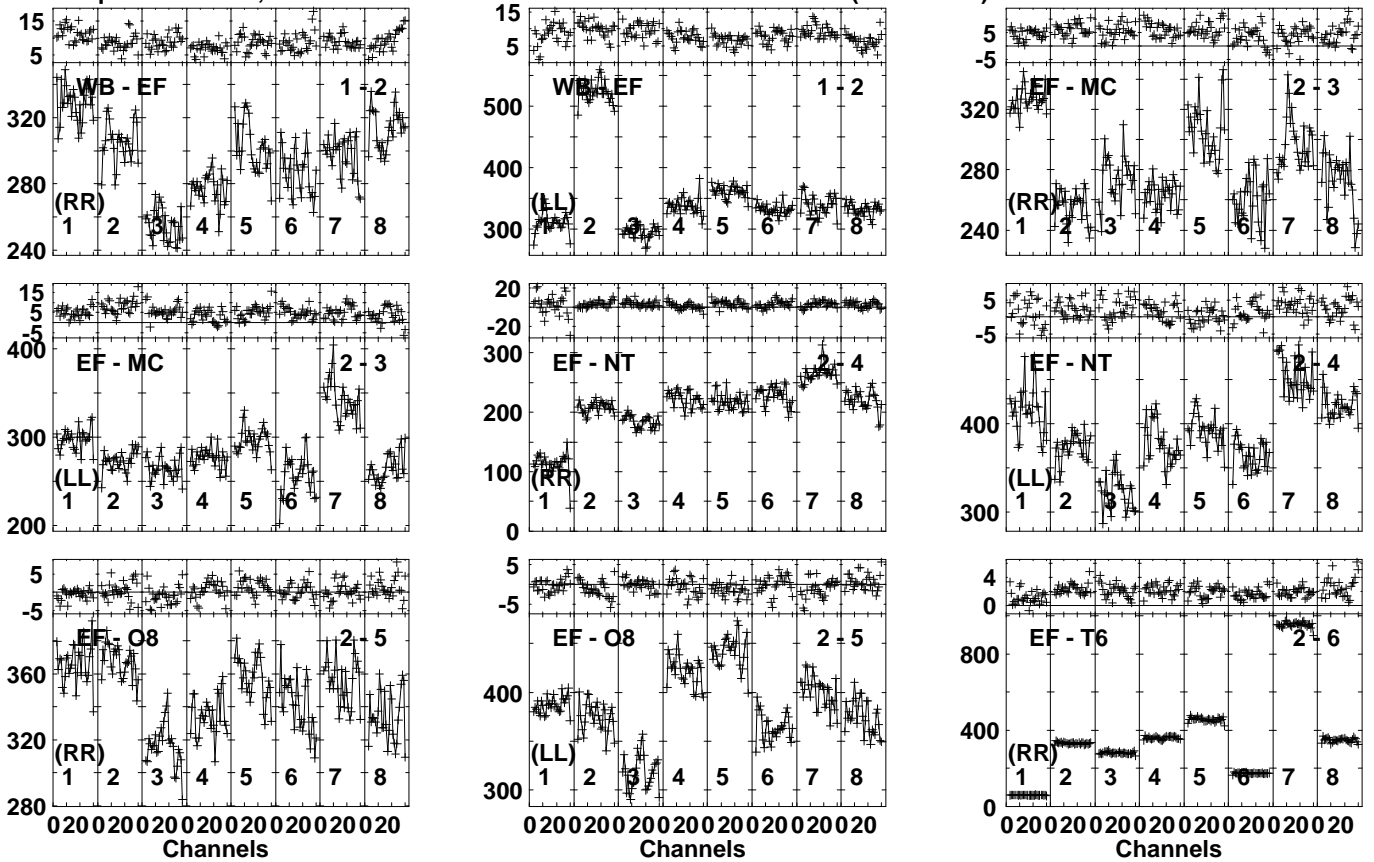 15
5
WB - EF 1 - 2
320
280
240
(RR)
1 2 3 4 5 6 7 8
15
5
WB - EF 1 - 2
500
400
300
(LL)
1 2 3 4 5 6 7 8
5
-5
EF - MC 2 - 3
320
280
240
(RR)
1 2 3 4 5 6 7 8
15
5
-5
EF - MC 2 - 3
400
300
200
(LL)
1 2 3 4 5 6 7 8
20
-20
EF - NT 2 - 4
300
200
100
0
(RR)
1 2 3 4 5 6 7 8
5
-5
EF - NT 2 - 4
400
300
(LL)
1 2 3 4 5 6 7 8
5
-5
EF - O8 2 - 5
360
320
280
(RR)
1 2 3 4 5 6 7 8
0 20 0 20 0 20 0 20 0 20 0 20 0 20 0 20
Channels
5
-5
EF - O8 2 - 5
400
300
(LL)
1 2 3 4 5 6 7 8
0 20 0 20 0 20 0 20 0 20 0 20 0 20 0 20
Channels
4
0
EF - T6 2 - 6
800
400
0
(RR)
1 2 3 4 5 6 7 8
0 20 0 20 0 20 0 20 0 20 0 20 0 20 0 20
Channels